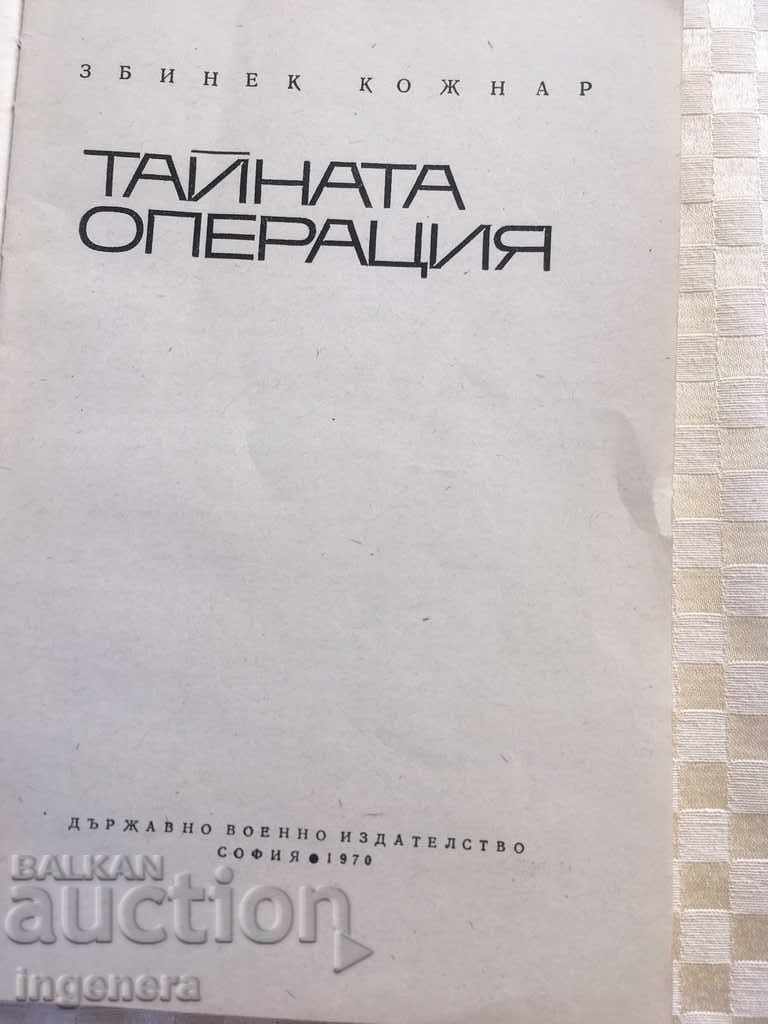 ЗБИНЕК КОЖНАР
ТАЙНАТА
ОПЕРАЦИЯ
ДЪРЖАВНО ВОЕННО ИЗДАТЕЛСТВО
СОФИЯ ● 1970
BALKAN
auction
ingenera